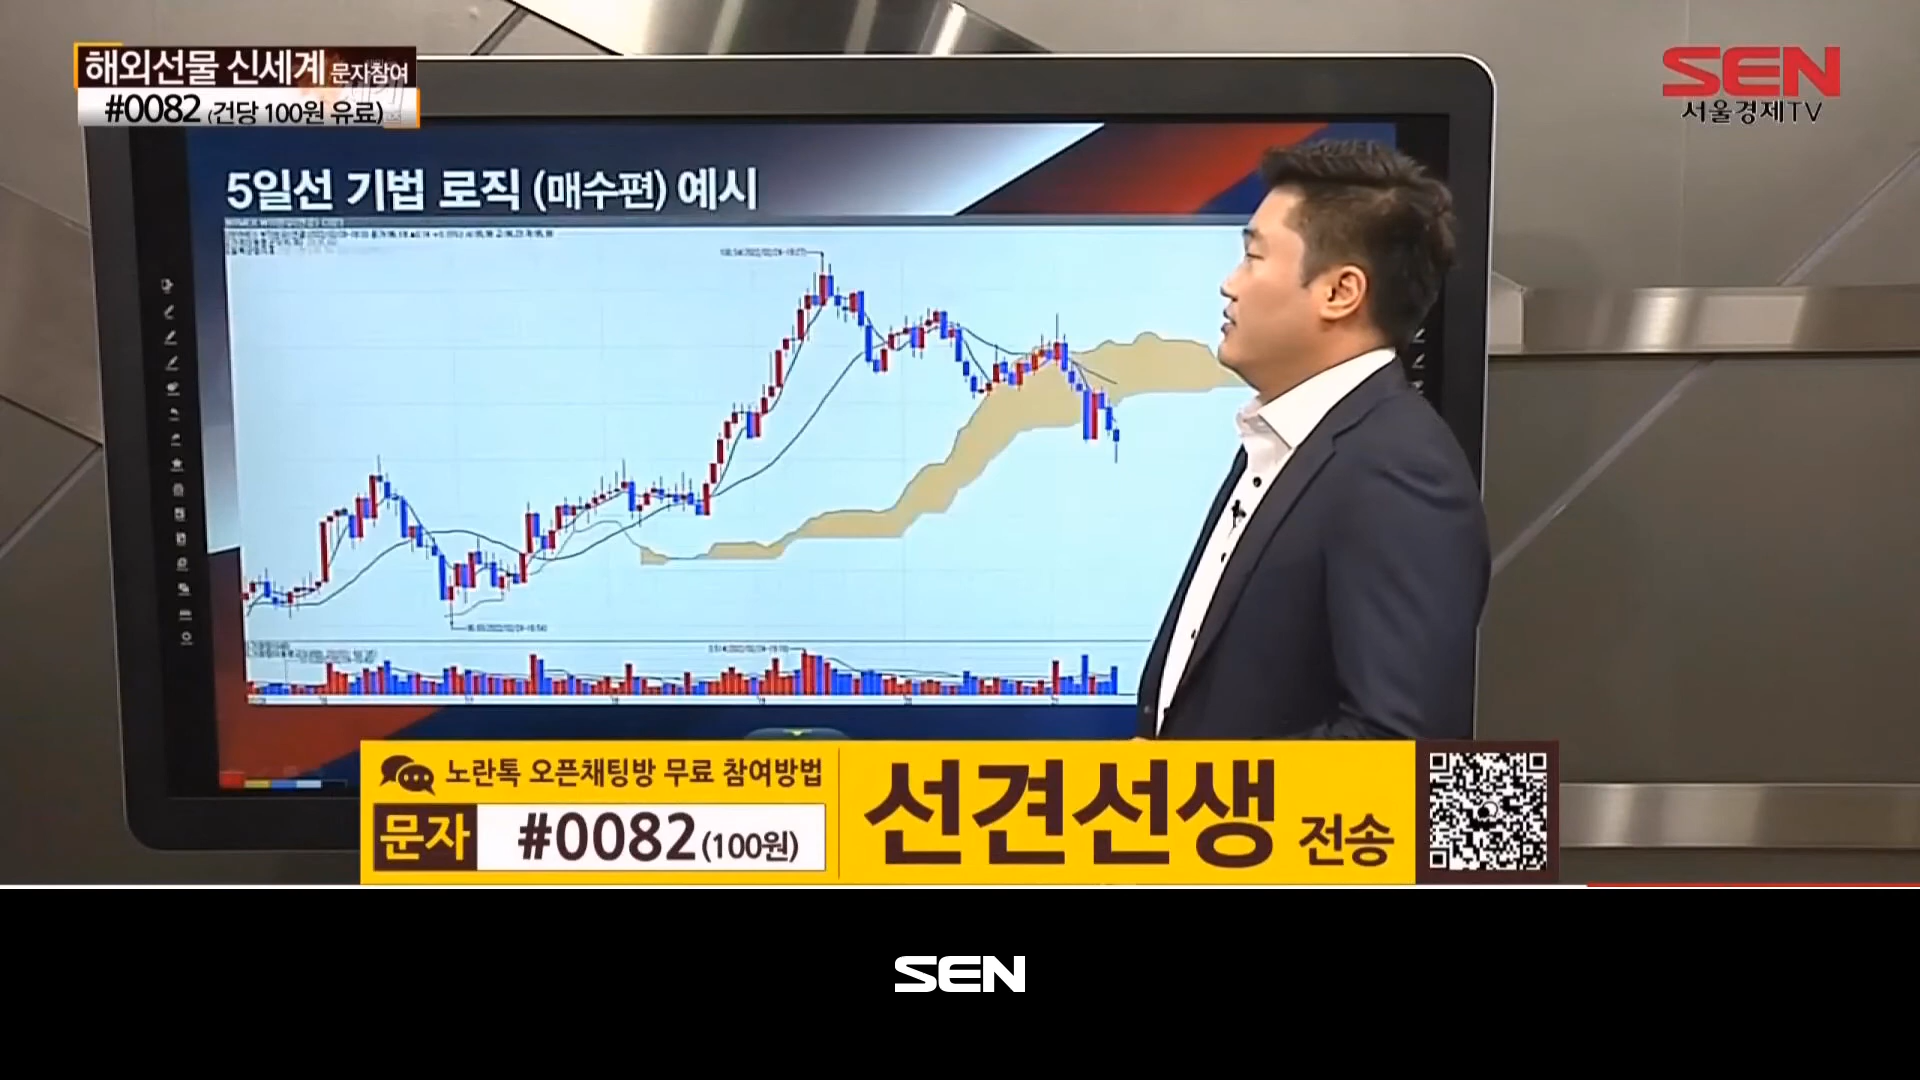 해외선물 신세계 문자참여
#0082 (건당 100원 유료)
SEN
서울경제TV
5일선 기법 로직 (매수편) 예시
노란톡 오픈채팅방 무료 참여방법
문자 #0082(100원)
선견선생 전송
SEN